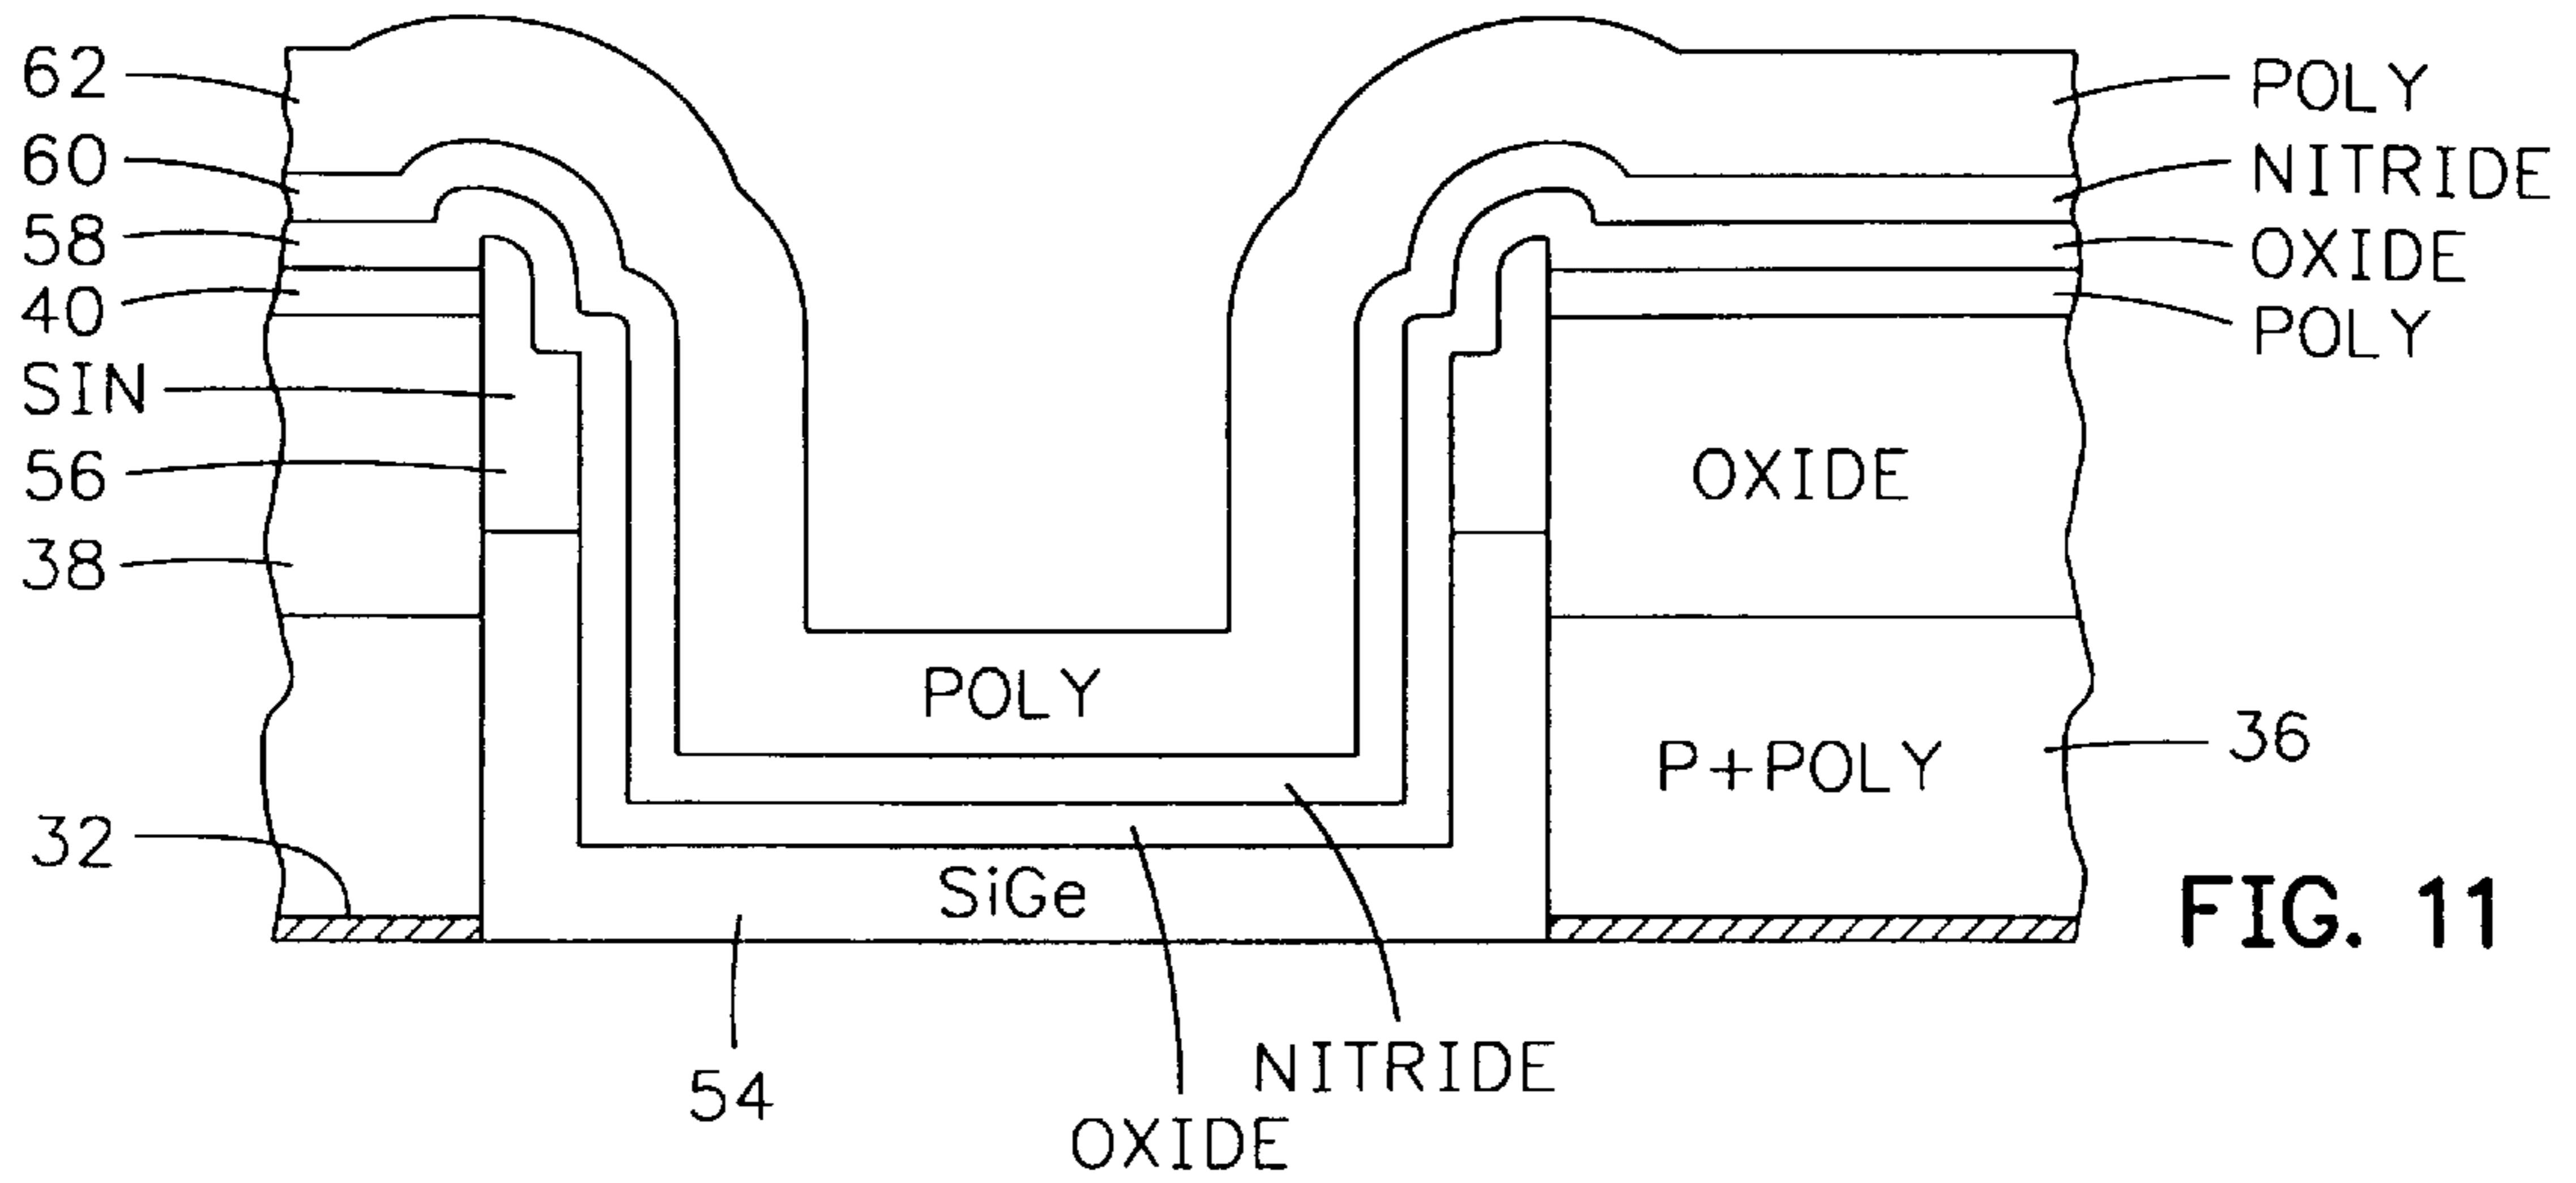 62
60
58
40
SIN
56
38
32
POLY
NITRIDE
OXIDE
POLY
OXIDE
P+POLY
36
POLY
SiGe
54
NITRIDE
OXIDE
FIG. 11